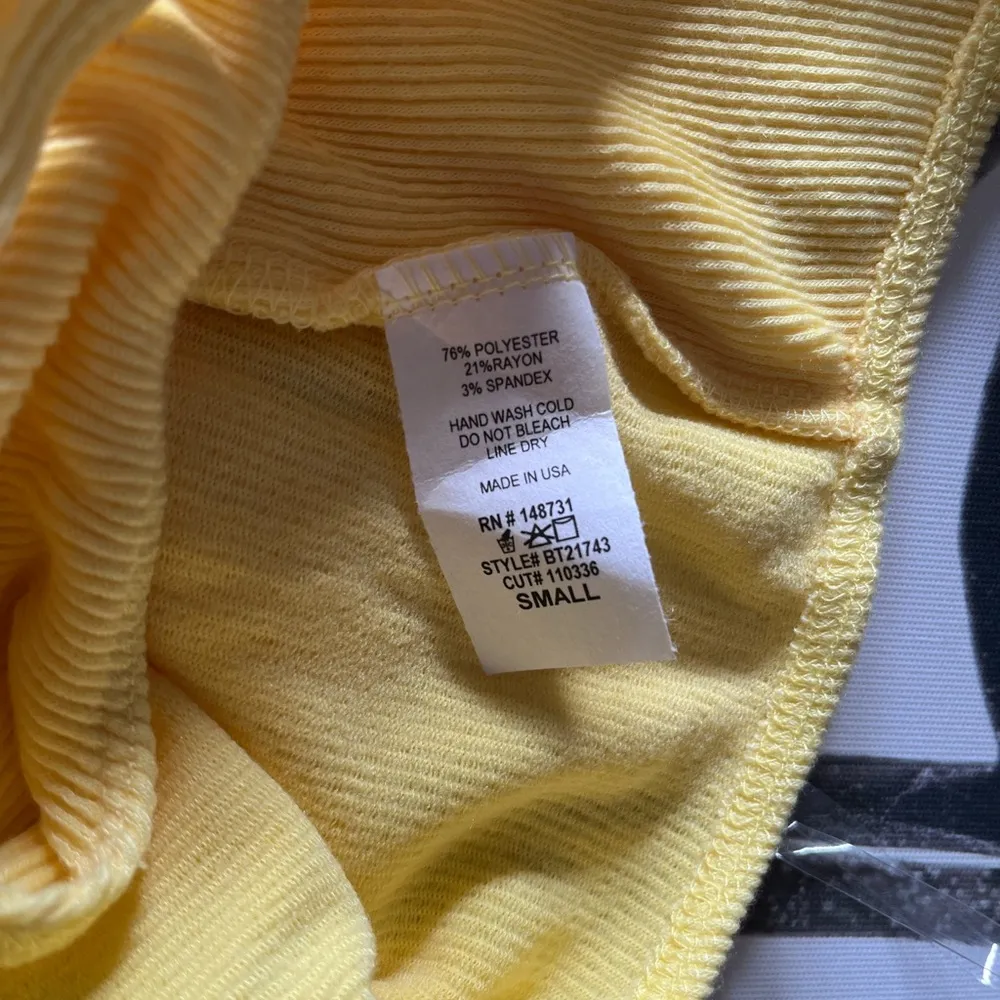 76% POLYESTER
21%RAYON
3% SPANDEX
HAND WASH COLD
DO NOT BLEACH
LINE DRY
MADE IN USA
RN # 148731
STYLE# BT21743
CUT# 110336
SMALL